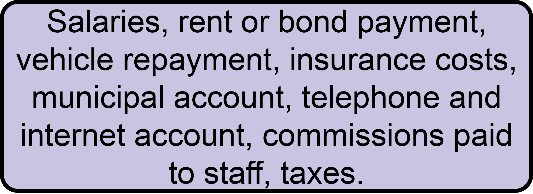 Salaries, rent or bond payment,
vehicle repayment, insurance costs,
municipal account, telephone and
internet account, commissions paid
to staff, taxes.